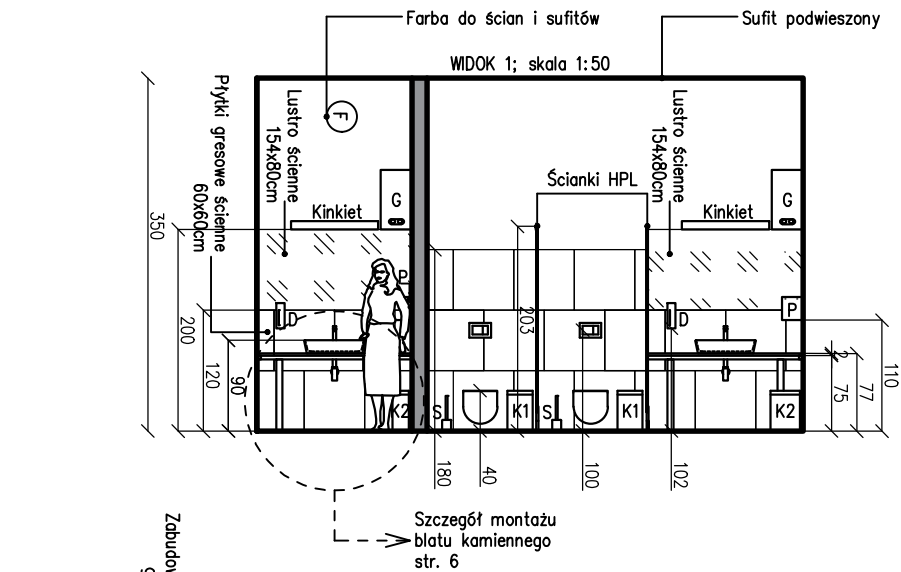 Farba do ścian i sufitów
Sufit podwieszony
WIDOK 1; skala 1:50
Płytki gresowe ścienne
60x60cm
Lustro ścienne
154x80cm
F
G
Kinkiet
Ścianki HPL
Lustro ścienne
154x80cm
G
Kinkiet
350
200
120
90
P
D
K2
203
S
K1
S
K1
D
P
K2
2
75
77
110
180
40
100
102
Szczegół montażu
blatu kamiennego
str. 6